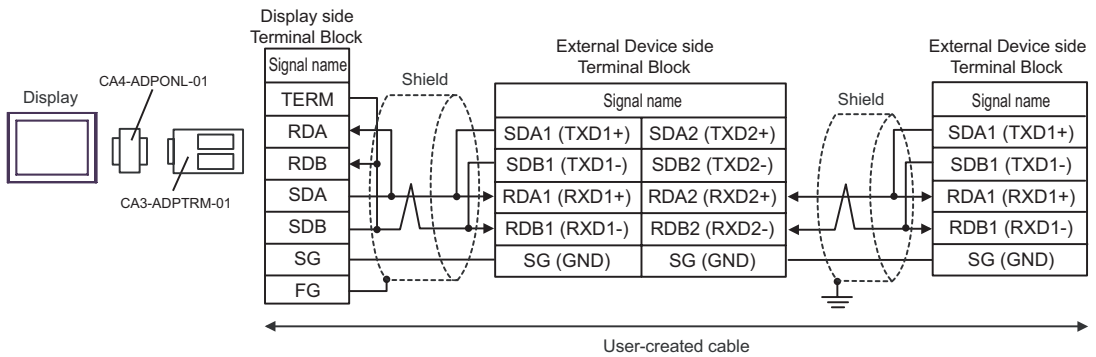 Display
CA4-ADPONL-01
CA3-ADPTRM-01
Display side
Terminal Block
Signal name
TERM
RDA
RDB
SDA
SDB
SG
FG
Shield
External Device side
Terminal Block
Signal name
SDA1 (TXD1+) SDA2 (TXD2+)
SDB1 (TXD1-) SDB2 (TXD2-)
RDA1 (RXD1+) RDA2 (RXD2+)
RDB1 (RXD1-) RDB2 (RXD2-)
SG (GND) SG (GND)
Shield
External Device side
Terminal Block
Signal name
SDA1 (TXD1+)
SDB1 (TXD1-)
RDA1 (RXD1+)
RDB1 (RXD1-)
SG (GND)
User-created cable